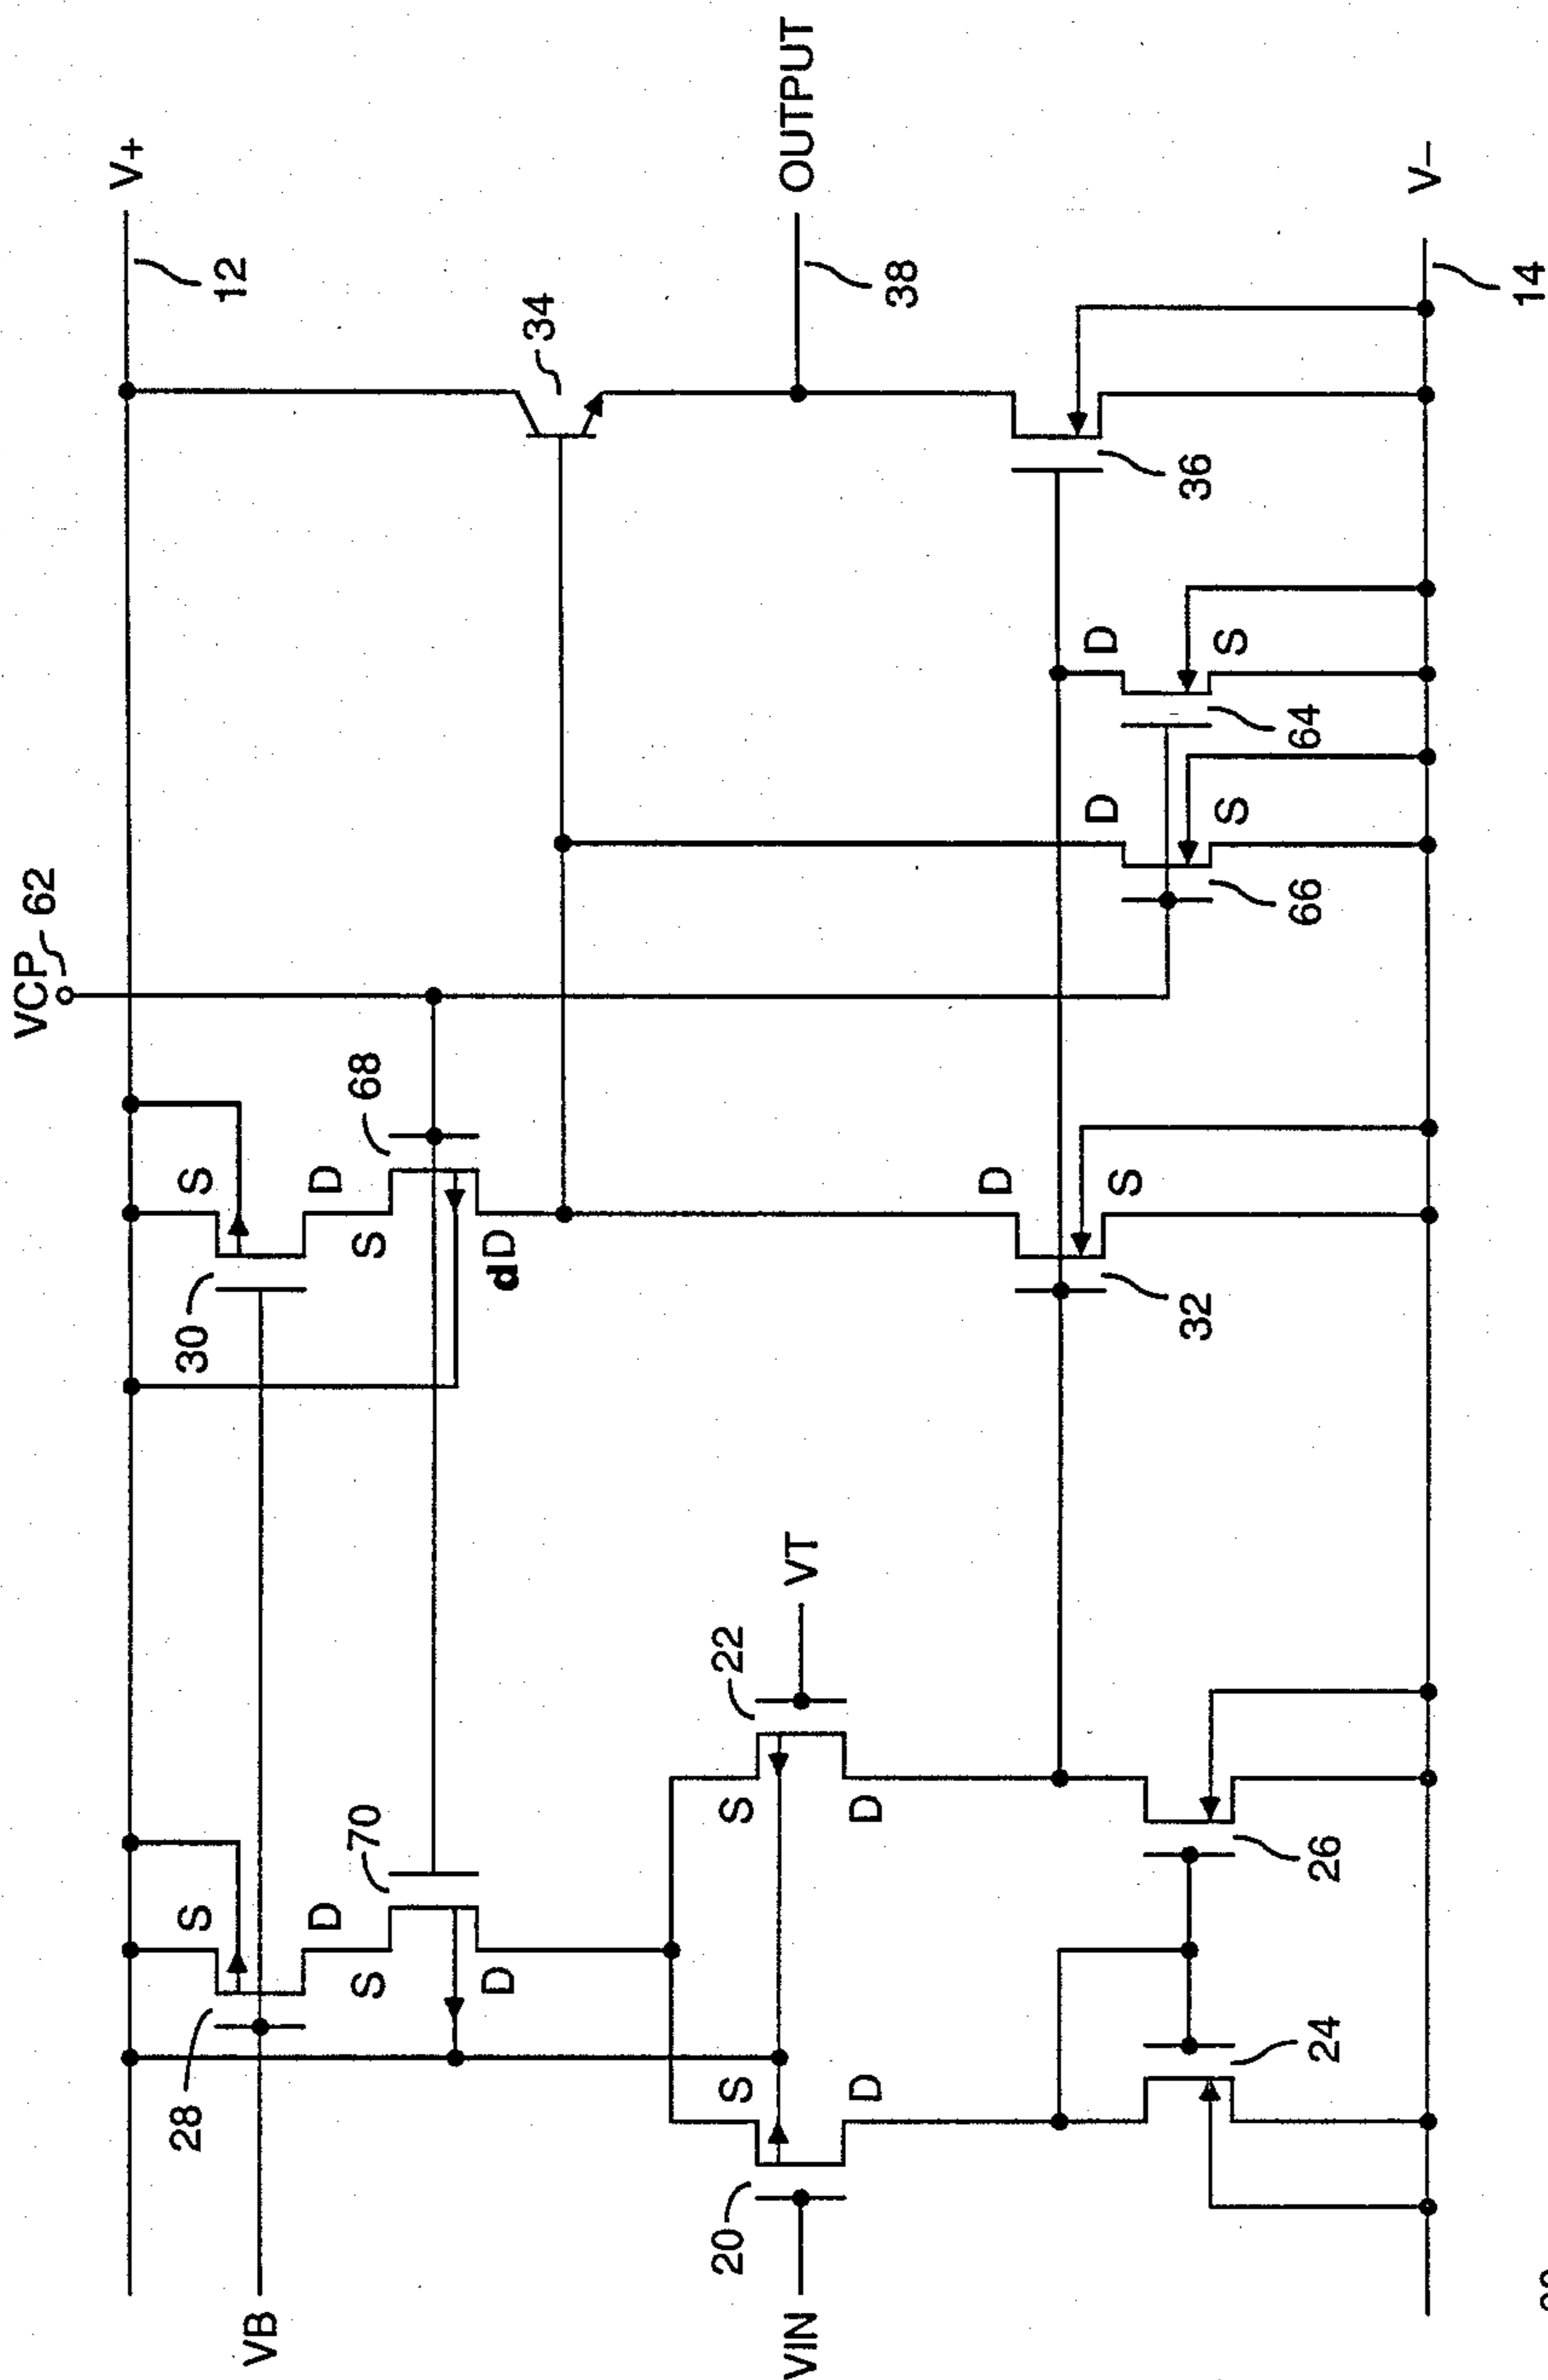 VCP 62
V+
12
28 S 30 S
VB
D D
S 70 S 68
D d D
34
20 S S 22
VIN VT OUTPUT
D D
38
D
D D
S
32 36
S S
66 64
24 26
V−
14